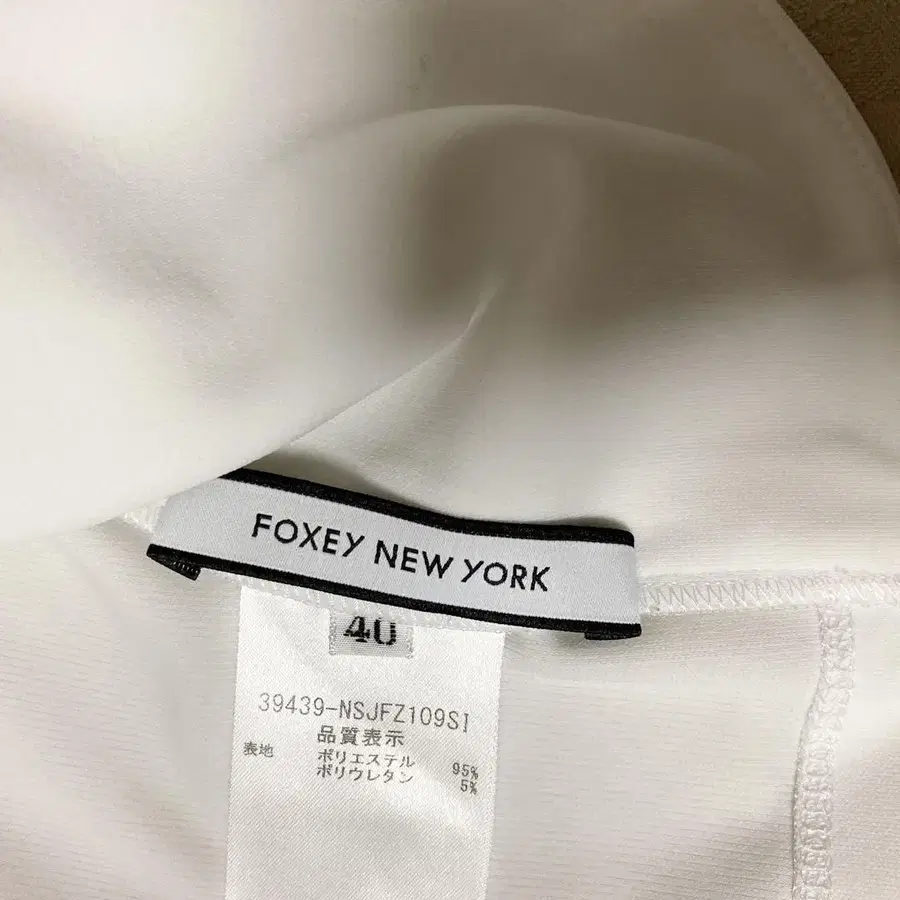 FOXEY NEW YORK
40
39439-NSJFZ109SI
品質表示
表地 ポリエステル 95%
ポリウレタン 5%